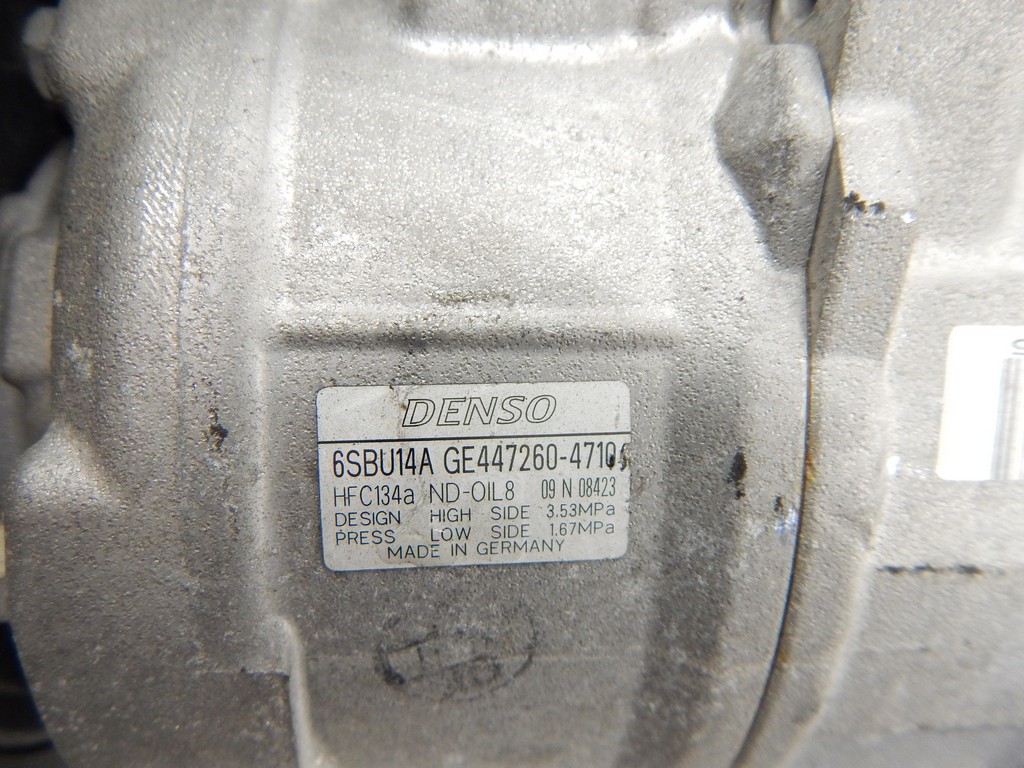 DENSO
6SBU14A GE447260-4710
HFC134a ND-OIL8 09 N 08423
DESIGN HIGH SIDE 3.53MPa
PRESS LOW SIDE 1.67MPa
MADE IN GERMANY